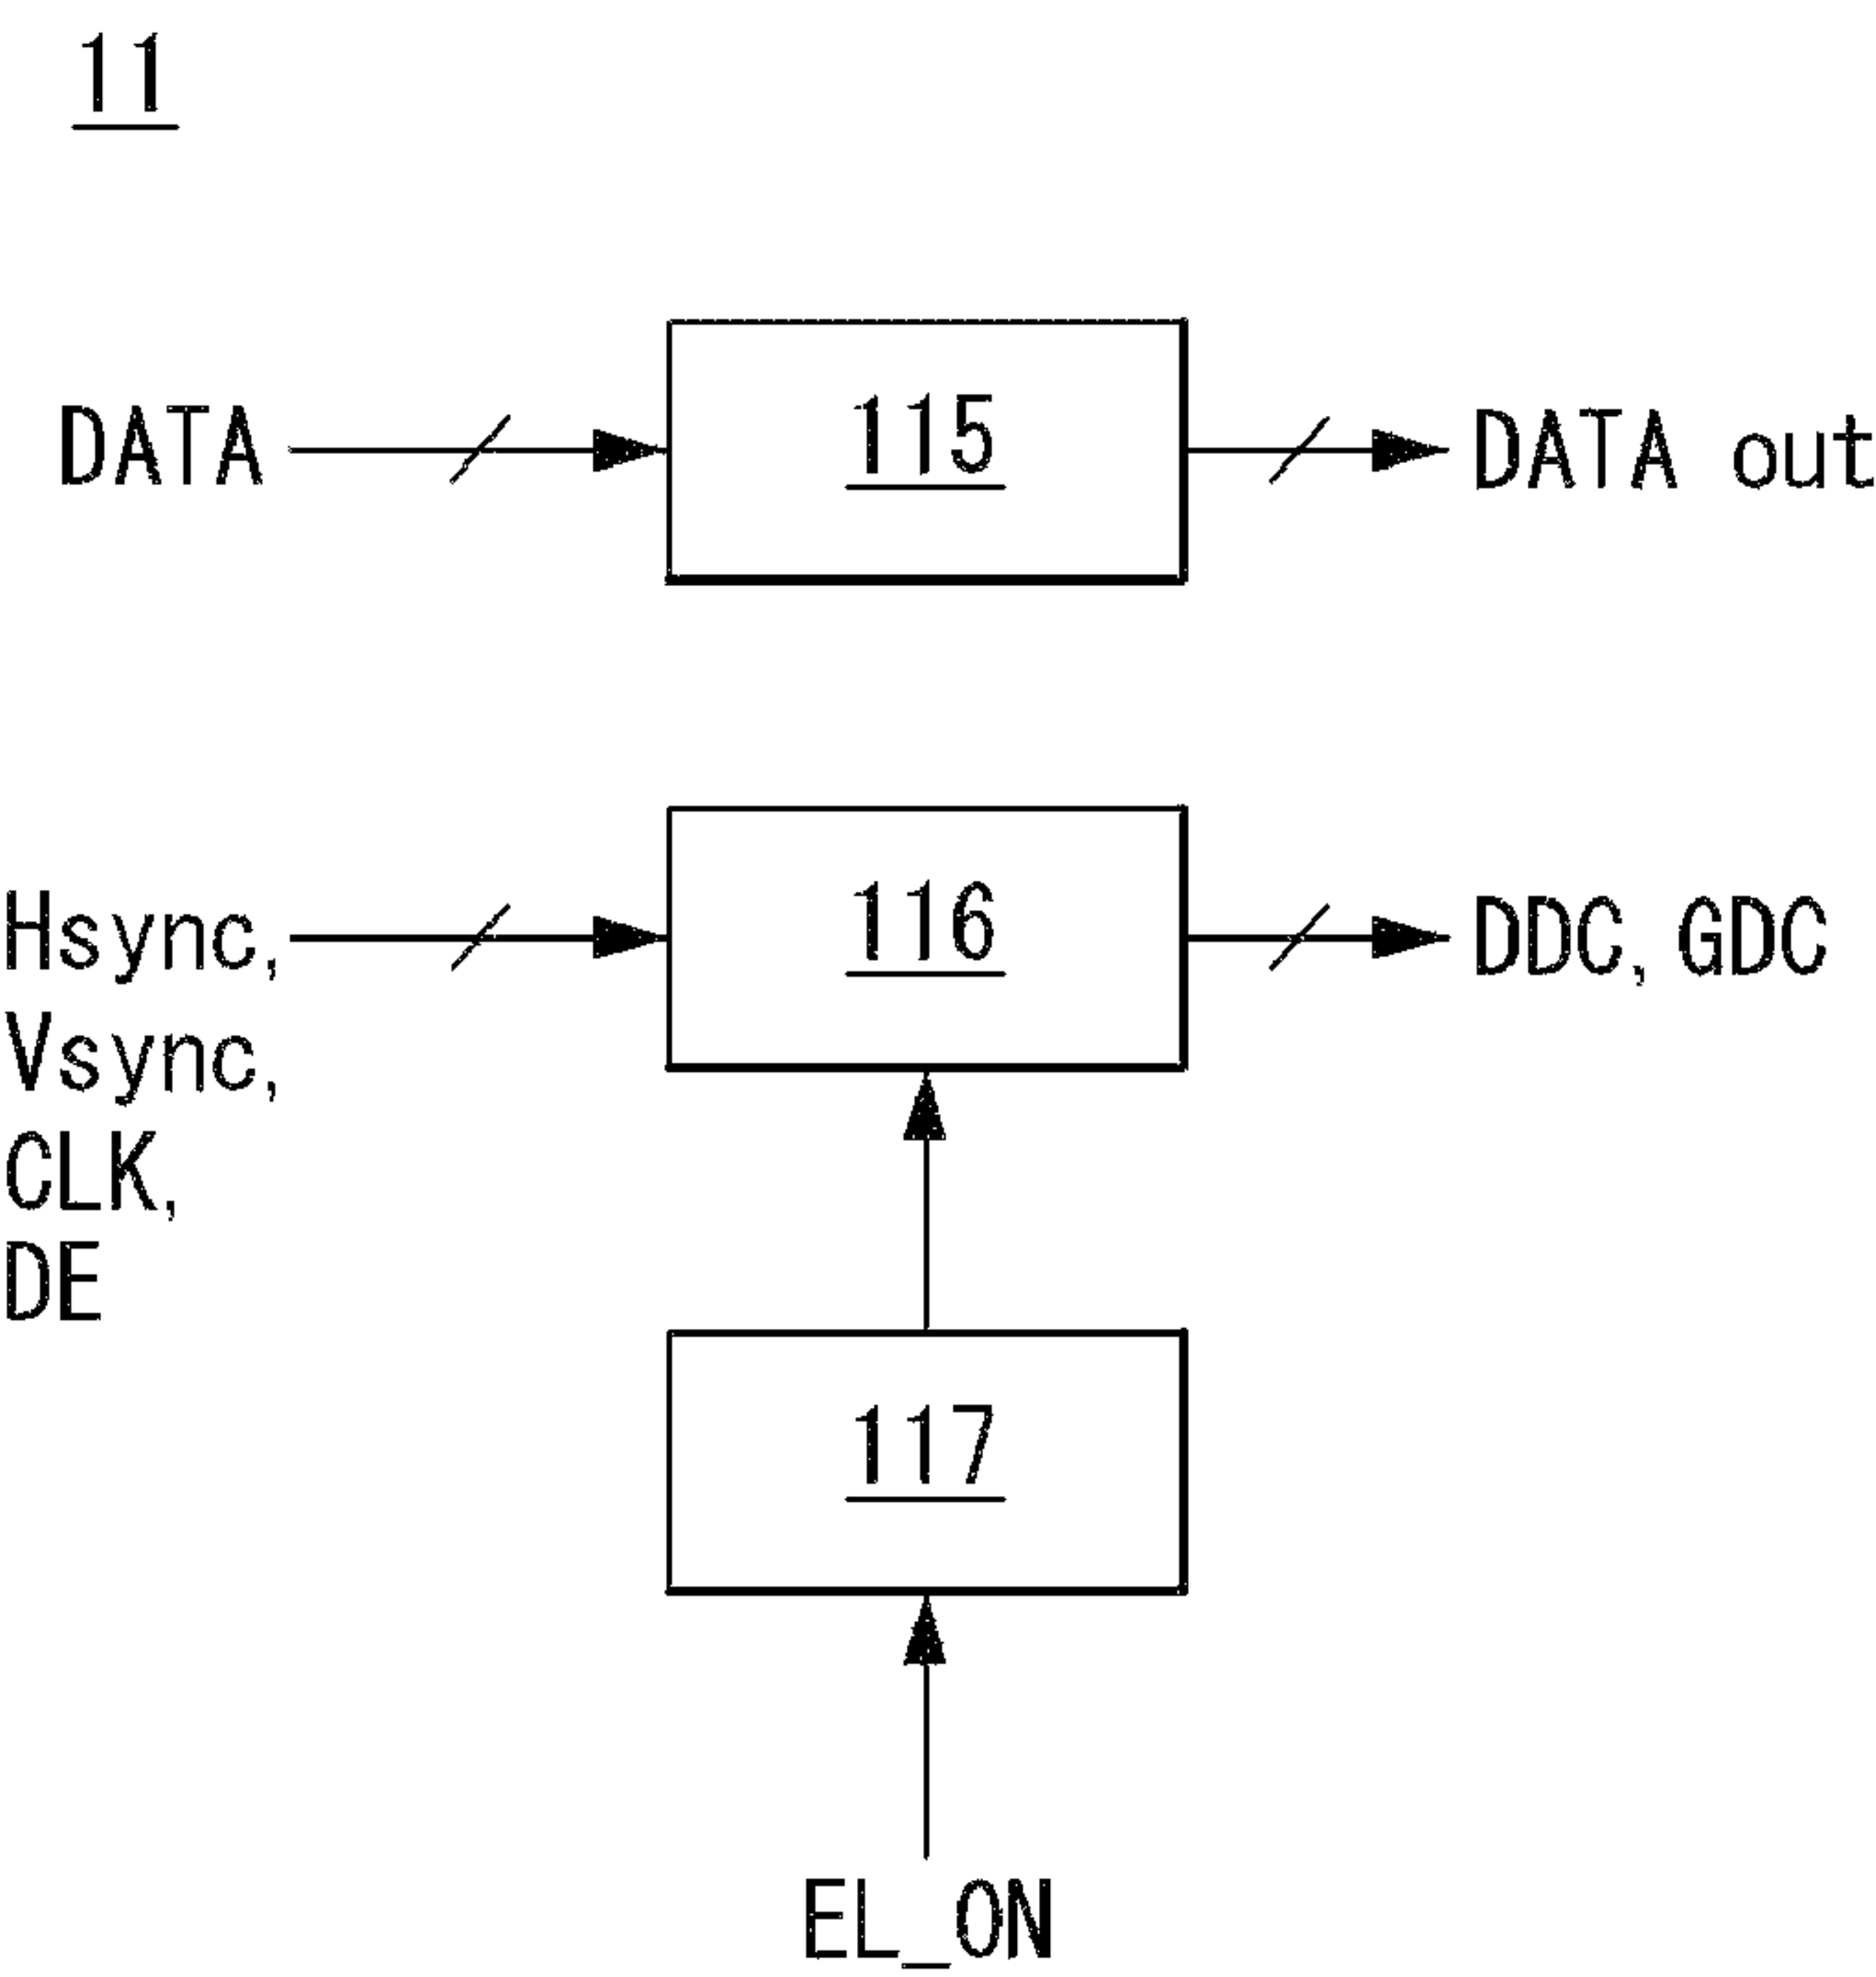 11
DATA
115
DATA out
Hsync,
Vsync,
CLK,
DE
116
DDC, GDC
117
EL_ON